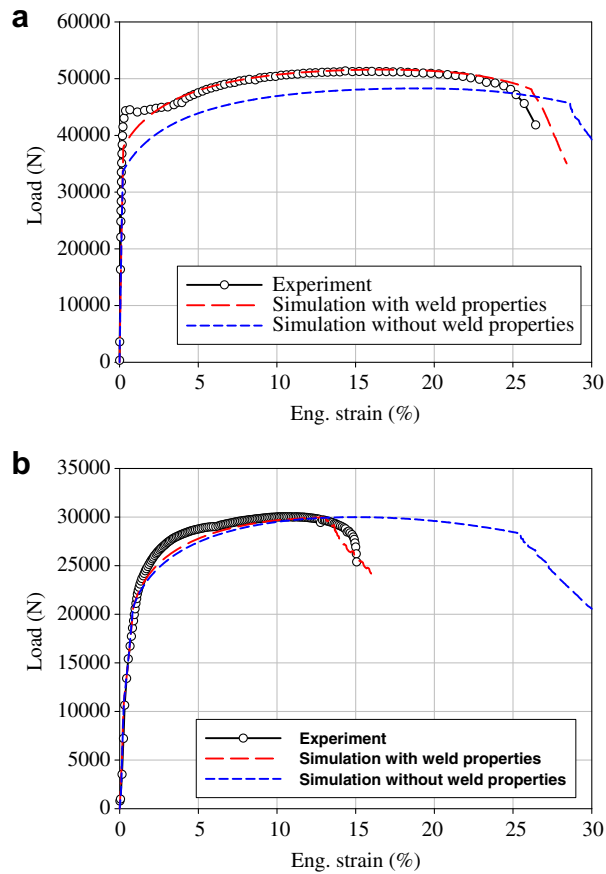 a
60000
50000
40000
30000
20000
10000
0
Load (N)
Experiment
Simulation with weld properties
Simulation without weld properties
0 5 10 15 20 25 30
Eng. strain (%)
b
35000
30000
25000
20000
15000
10000
5000
0
Load (N)
Experiment
Simulation with weld properties
Simulation without weld properties
0 5 10 15 20 25 30
Eng. strain (%)